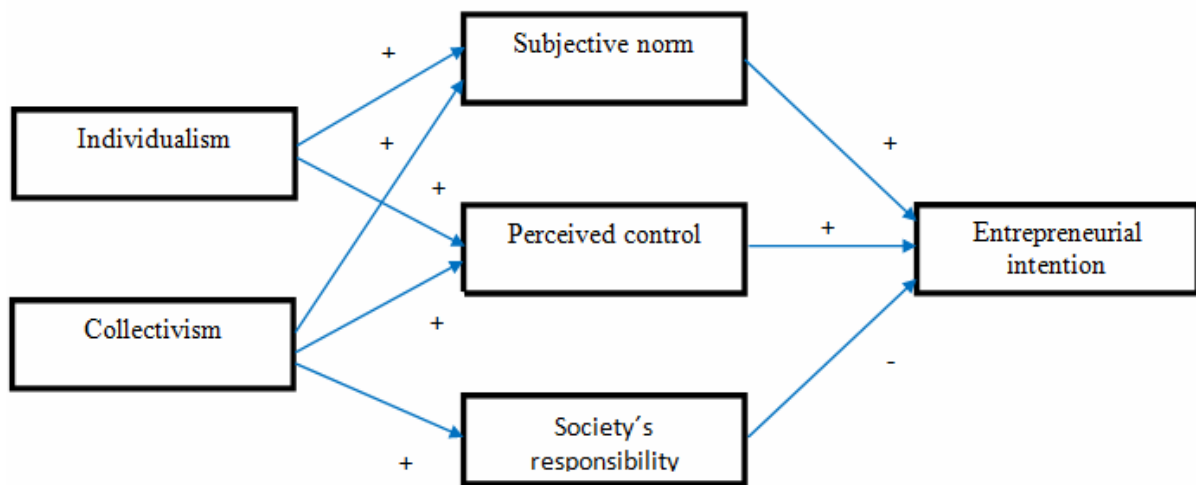 Subjective norm
+
Individualism
+
+
+
Perceived control
+
Entrepreneurial
intention
Collectivism
+
-
Society´s
responsibility
+